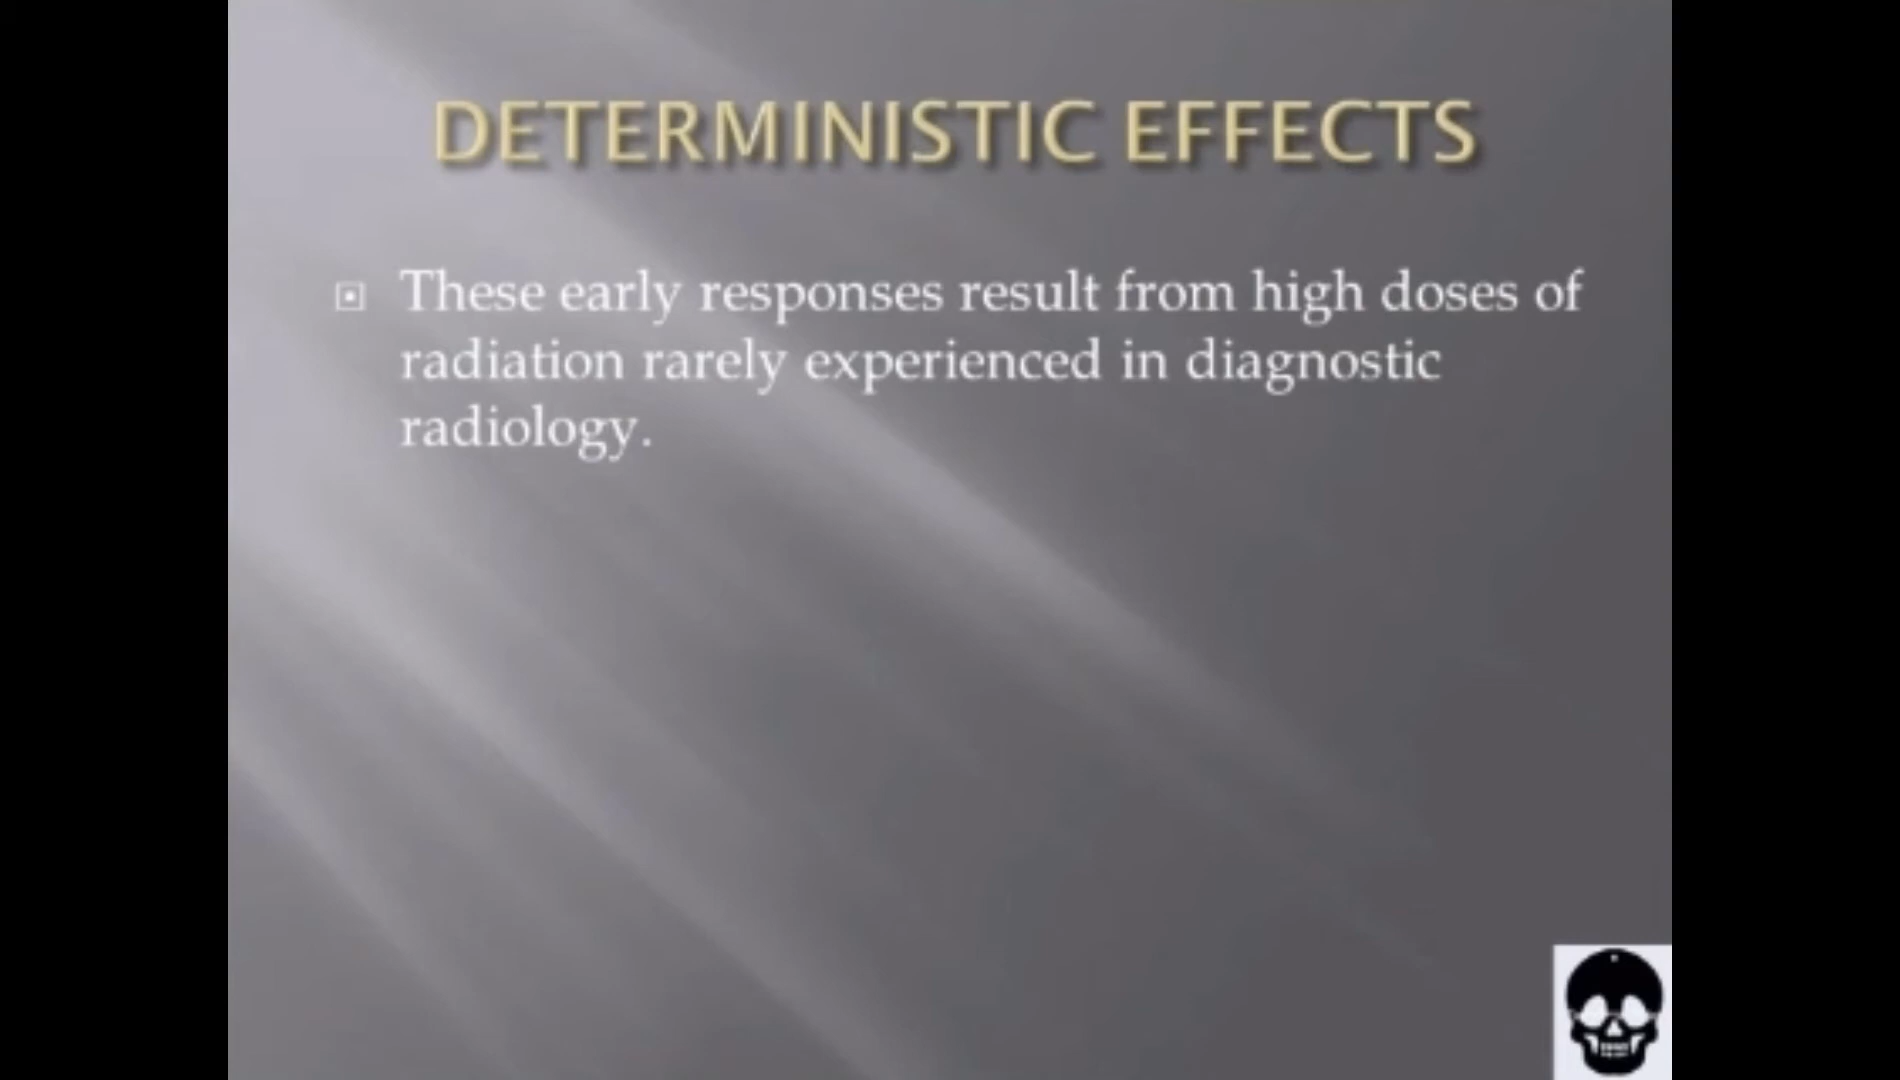 DETERMINISTIC EFFECTS
These early responses result from high doses of
radiation rarely experienced in diagnostic
radiology.